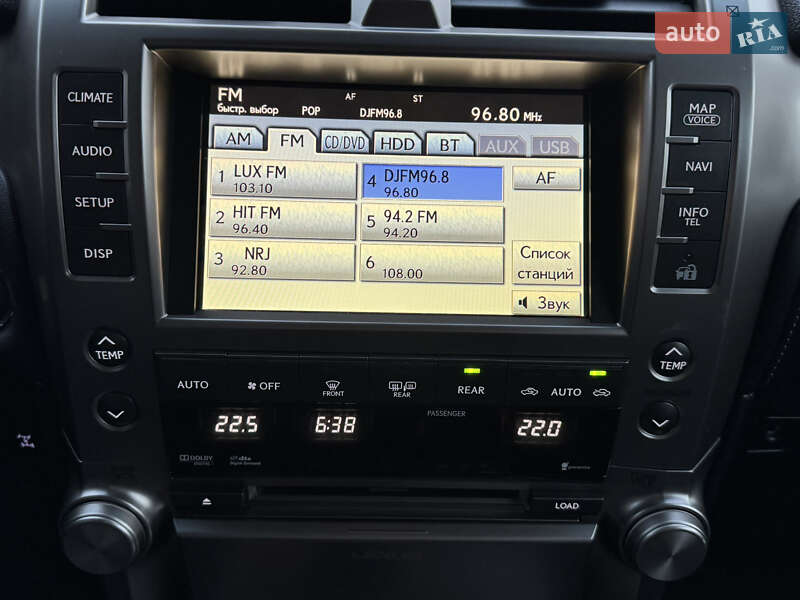 auto RIA
.com
CLIMATE
AUDIO
SETUP
DISP
MAP
VOICE
NAVI
INFO
TEL
FM
AF ST
быстр. выбор POP DJFM96.8 96.80 MHz
AM FM CD/DVD HDD BT AUX USB
1 LUX FM
103.10
4 DJFM96.8
96.80
AF
2 HIT FM
96.40
5 94.2 FM
94.20
3 NRJ
92.80
6
108.00
Список
станций
Звук
TEMP
TEMP
AUTO OFF FRONT REAR REAR AUTO
PASSENGER
22.5 6:38 22.0
DOLBY
DIGITAL
LOAD
LEXUS